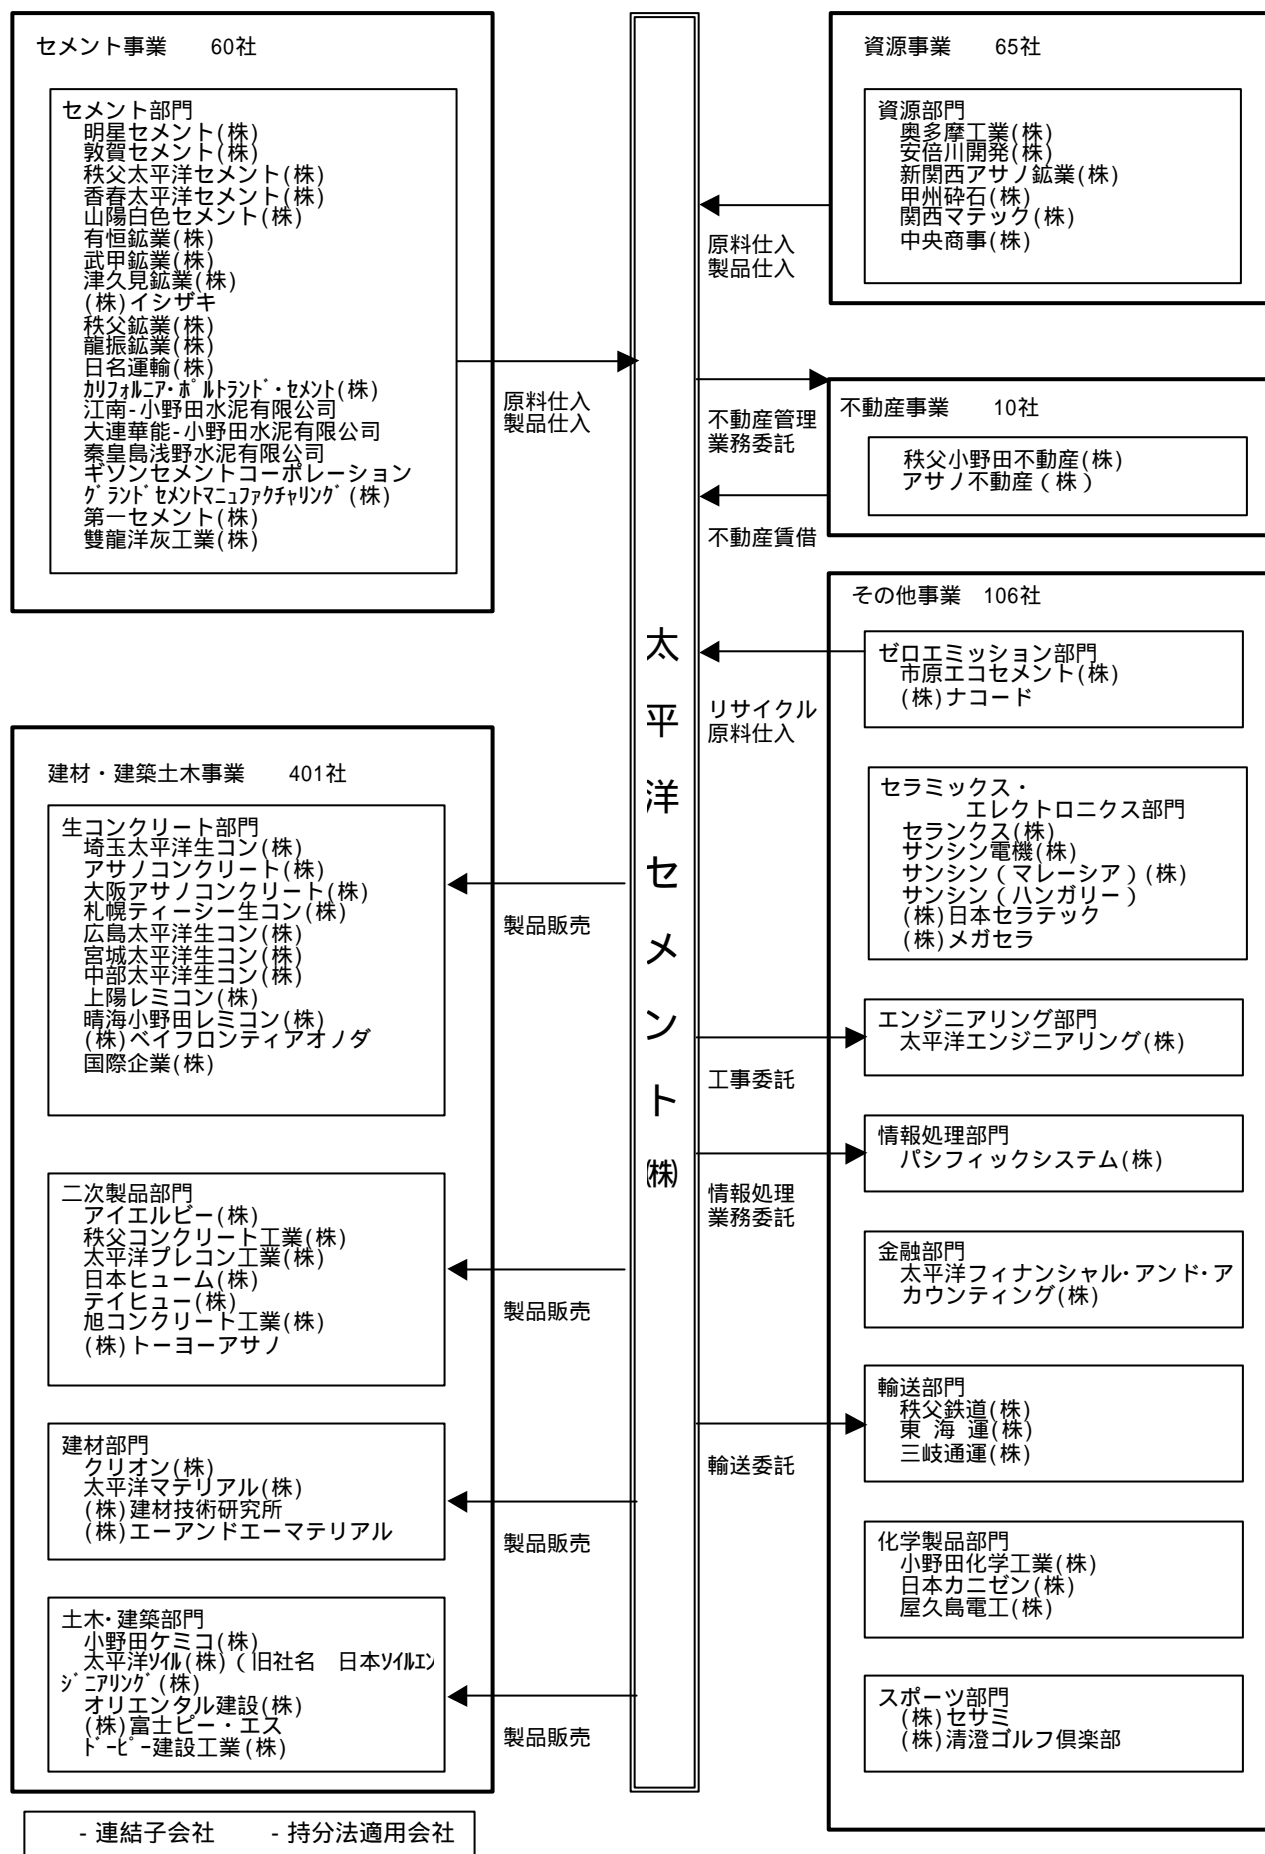 セメント事業　　60社
セメント部門
明星セメント(株)
敦賀セメント(株)
秩父太平洋セメント(株)
香春太平洋セメント(株)
山陽白色セメント(株)
有恒鉱業(株)
武甲鉱業(株)
津久見鉱業(株)
(株)イシザキ
秩父鉱業(株)
龍振鉱業(株)
日名運輸(株)
ｶﾘﾌｫﾙﾆｱ･ﾎﾟﾙﾄﾗﾝﾄﾞ･セメント(株)
江南-小野田水泥有限公司
大連華能-小野田水泥有限公司
秦皇島浅野水泥有限公司
ギソンセメントコーポレーション
ｸﾞﾗﾝﾄﾞｾﾒﾝﾄﾏﾆｭﾌｧｸﾁｬﾘﾝｸﾞ(株)
第一セメント(株)
雙龍洋灰工業(株)
原料仕入
製品仕入
建材・建築土木事業　　401社
生コンクリート部門
埼玉太平洋生コン(株)
アサノコンクリート(株)
大阪アサノコンクリート(株)
札幌ティーシー生コン(株)
広島太平洋生コン(株)
宮城太平洋生コン(株)
中部太平洋生コン(株)
上陽レミコン(株)
晴海小野田レミコン(株)
(株)ベイフロンティアオノダ
国際企業(株)
製品販売
二次製品部門
アイエルビー(株)
秩父コンクリート工業(株)
太平洋プレコン工業(株)
日本ヒューム(株)
テイヒュー(株)
旭コンクリート工業(株)
(株)トーヨーアサノ
製品販売
建材部門
クリオン(株)
太平洋マテリアル(株)
(株)建材技術研究所
(株)エーアンドエーマテリアル
製品販売
土木・建築部門
小野田ケミコ(株)
太平洋ｿｲﾙ(株)（旧社名　日本ｿｲﾙｴﾝ
ｼﾞﾆｱﾘﾝｸﾞ(株)
オリエンタル建設(株)
(株)富士ピー・エス
ﾄﾞｰﾋﾟｰ建設工業(株)
製品販売
- 連結子会社　　- 持分法適用会社
太平洋セメント㈱
資源事業　　65社
資源部門
奥多摩工業(株)
安倍川開発(株)
新関西アサノ鉱業(株)
甲州砕石(株)
関西マテック(株)
中央商事(株)
原料仕入
製品仕入
不動産管理
業務委託
不動産賃借
不動産事業　　10社
秩父小野田不動産(株)
アサノ不動産（株）
その他事業　106社
ゼロエミッション部門
市原エコセメント(株)
(株)ナコード
リサイクル
原料仕入
セラミックス・
エレクトロニクス部門
セランクス(株)
サンシン電機(株)
サンシン（マレーシア）(株)
サンシン（ハンガリー）
(株)日本セラテック
(株)メガセラ
エンジニアリング部門
太平洋エンジニアリング(株)
工事委託
情報処理部門
パシフィックシステム(株)
情報処理
業務委託
金融部門
太平洋フィナンシャル・アンド・ア
カウンティング(株)
輸送部門
秩父鉄道(株)
東 海 運(株)
三岐通運(株)
輸送委託
化学製品部門
小野田化学工業(株)
日本カニゼン(株)
屋久島電工(株)
スポーツ部門
(株)セサミ
(株)清澄ゴルフ倶楽部